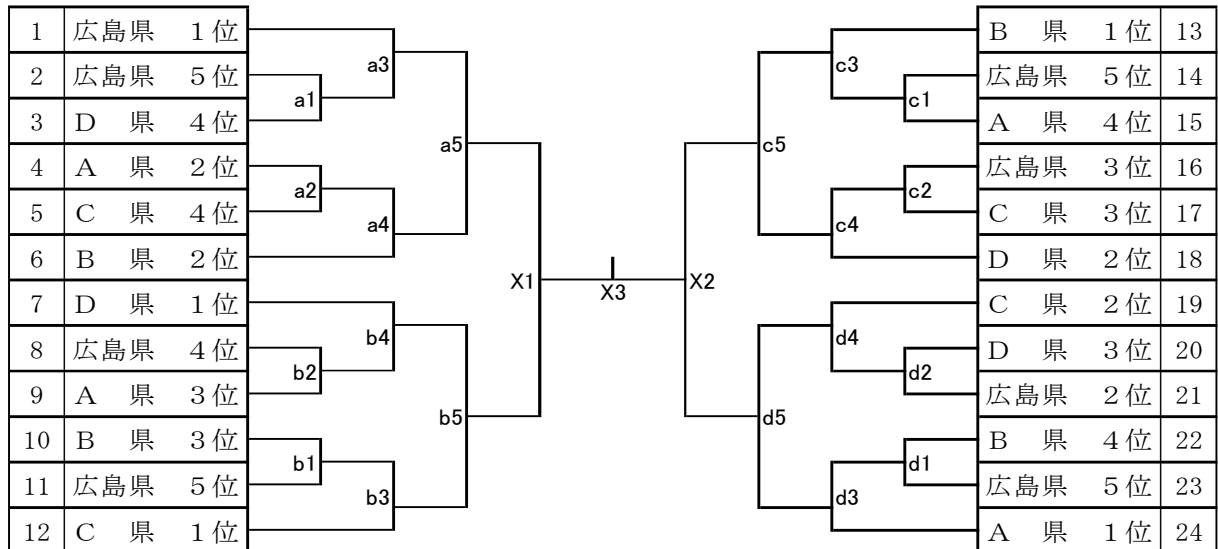 1 広島県 １位
2 広島県 ５位
3 D 県 ４位
4 A 県 ２位
5 C 県 ４位
6 B 県 ２位
7 D 県 １位
8 広島県 ４位
9 A 県 ３位
10 B 県 ３位
11 広島県 ５位
12 C 県 １位
a3
a1
a5
a2
a4
X1
b4
b2
b5
b1
b3
X3
X2
c3
c1
c5
c2
c4
d4
d2
d5
d1
d3
B 県 １位 13
広島県 ５位 14
A 県 ４位 15
広島県 ３位 16
C 県 ３位 17
D 県 ２位 18
C 県 ２位 19
D 県 ３位 20
広島県 ２位 21
B 県 ４位 22
広島県 ５位 23
A 県 １位 24